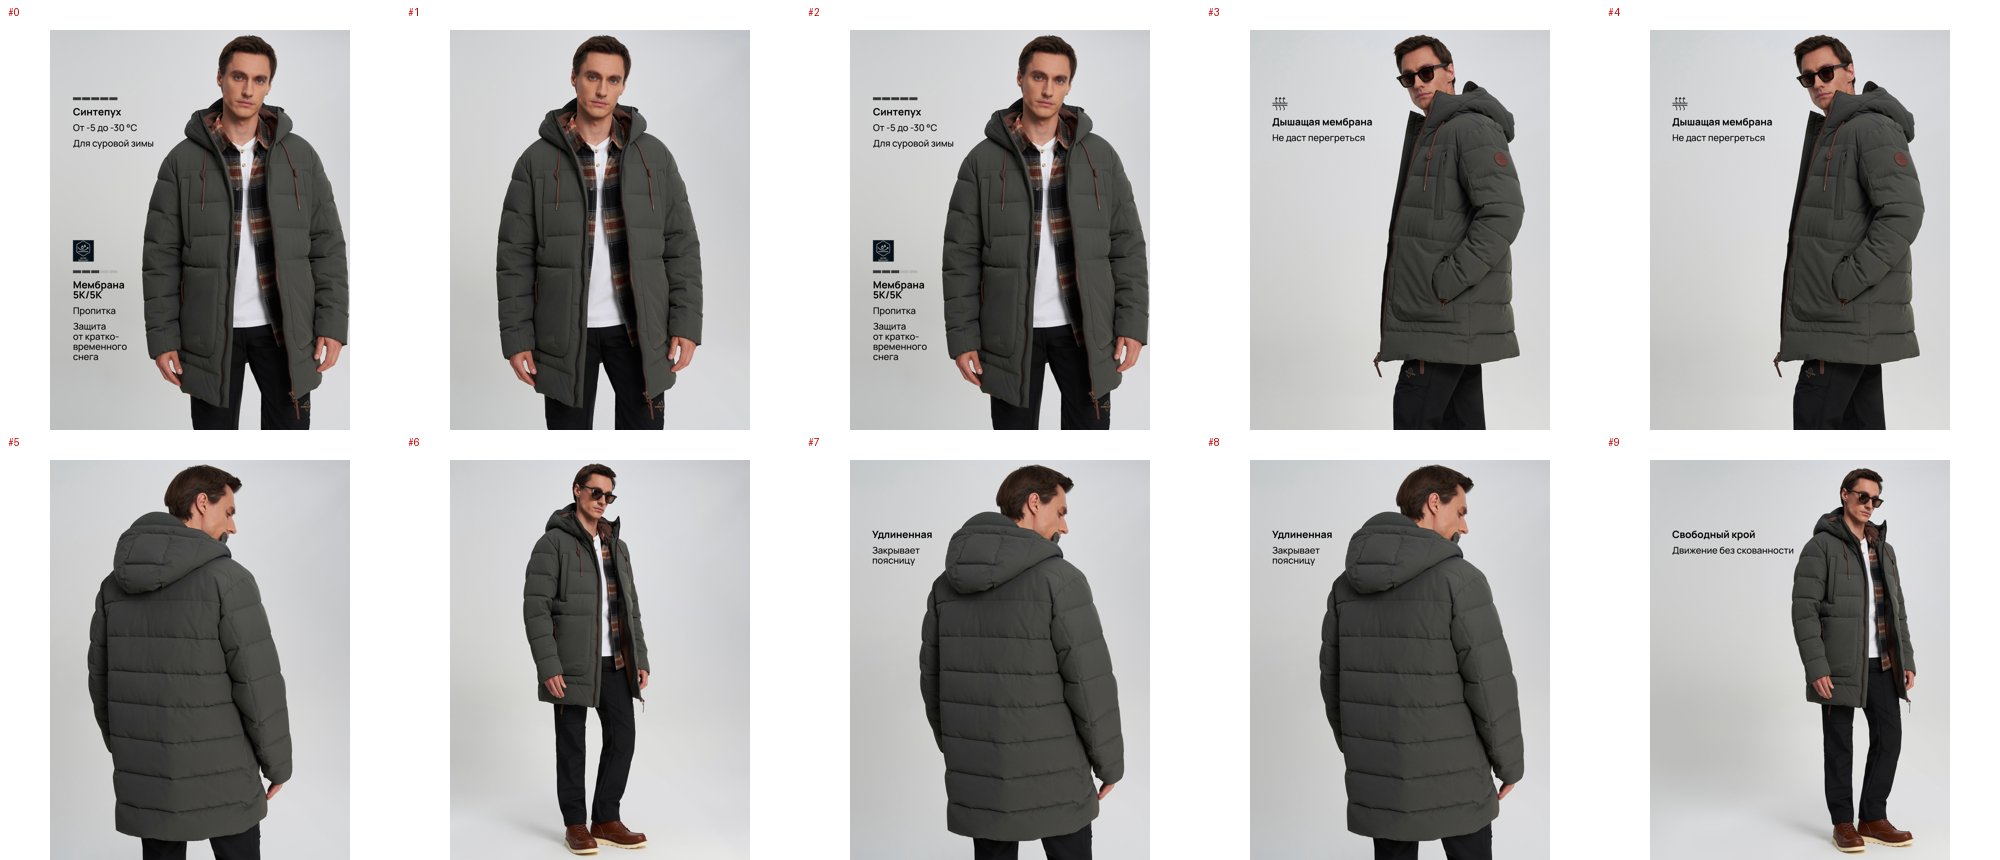 #0
#1
#2
#3
#4
Синтепух
От -5 до -30 °C
Для суровой зимы
Мембрана
5K/5K
Пропитка
Защита
от кратко-
временного
снега
Синтепух
От -5 до -30 °C
Для суровой зимы
Мембрана
5K/5K
Пропитка
Защита
от кратко-
временного
снега
Дышащая мембрана
Не даст перегреться
Дышащая мембрана
Не даст перегреться
#5
#6
#7
#8
#9
Удлиненная
Закрывает
поясницу
Удлиненная
Закрывает
поясницу
Свободный крой
Движение без скованности